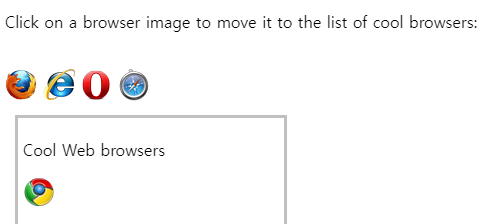 Click on a browser image to move it to the list of cool browsers:
Cool Web browsers